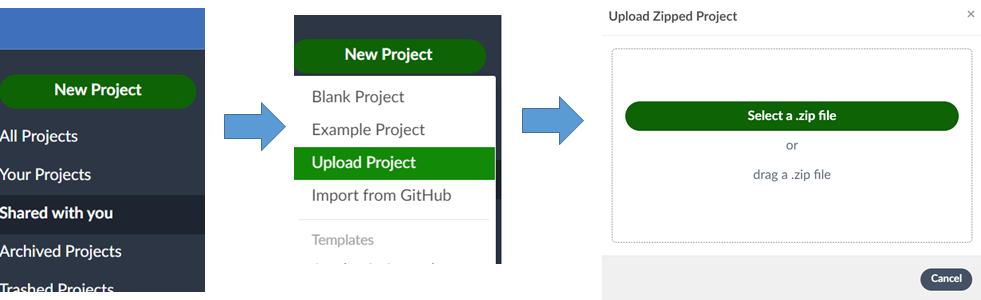 New Project
All Projects
Your Projects
Shared with you
Archived Projects
Trashed Projects
New Project
Blank Project
Example Project
Upload Project
Import from GitHub
Templates
Upload Zipped Project
×
Select a .zip file
or
drag a .zip file
Cancel